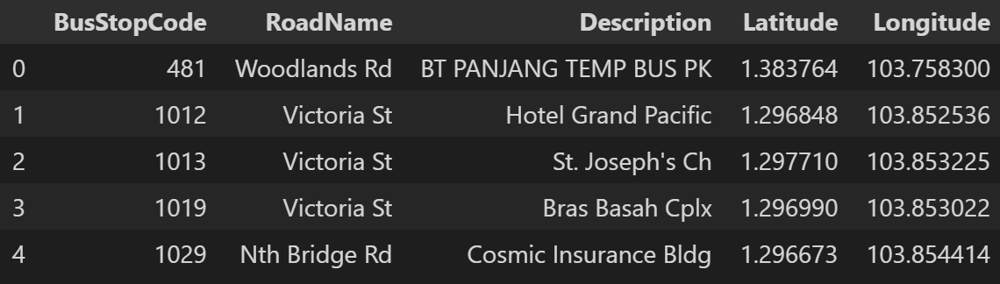 BusStopCode RoadName Description Latitude Longitude
0 481 Woodlands Rd BT PANJANG TEMP BUS PK 1.383764 103.758300
1 1012 Victoria St Hotel Grand Pacific 1.296848 103.852536
2 1013 Victoria St St. Joseph's Ch 1.297710 103.853225
3 1019 Victoria St Bras Basah Cplx 1.296990 103.853022
4 1029 Nth Bridge Rd Cosmic Insurance Bldg 1.296673 103.854414